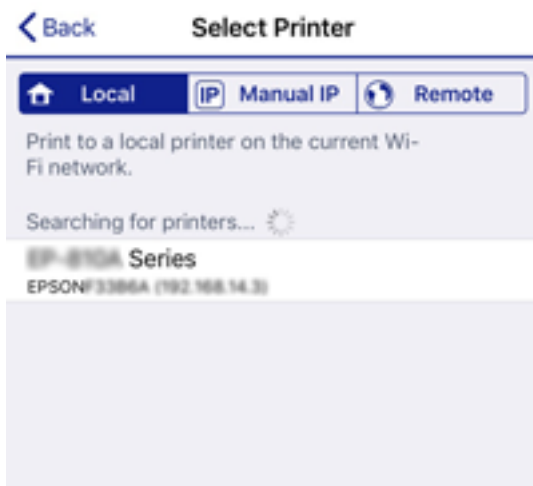 Back
Select Printer
Local
IP Manual IP
Remote
Print to a local printer on the current Wi-
Fi network.
Searching for printers...
Series
EPSON